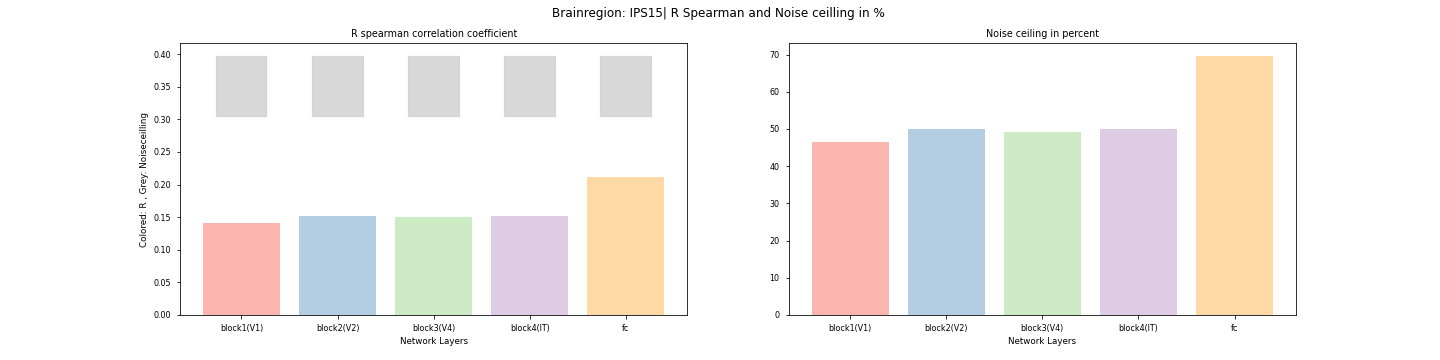 Brainregion: IPS15| R Spearman and Noise ceilling in %
R spearman correlation coefficient
Colored: R , Grey: Noiseceilling
0.40
0.35
0.30
0.25
0.20
0.15
0.10
0.05
0.00
block1(V1) block2(V2) block3(V4) block4(IT) fc
Network Layers
Noise ceiling in percent
70
60
50
40
30
20
10
0
block1(V1) block2(V2) block3(V4) block4(IT) fc
Network Layers